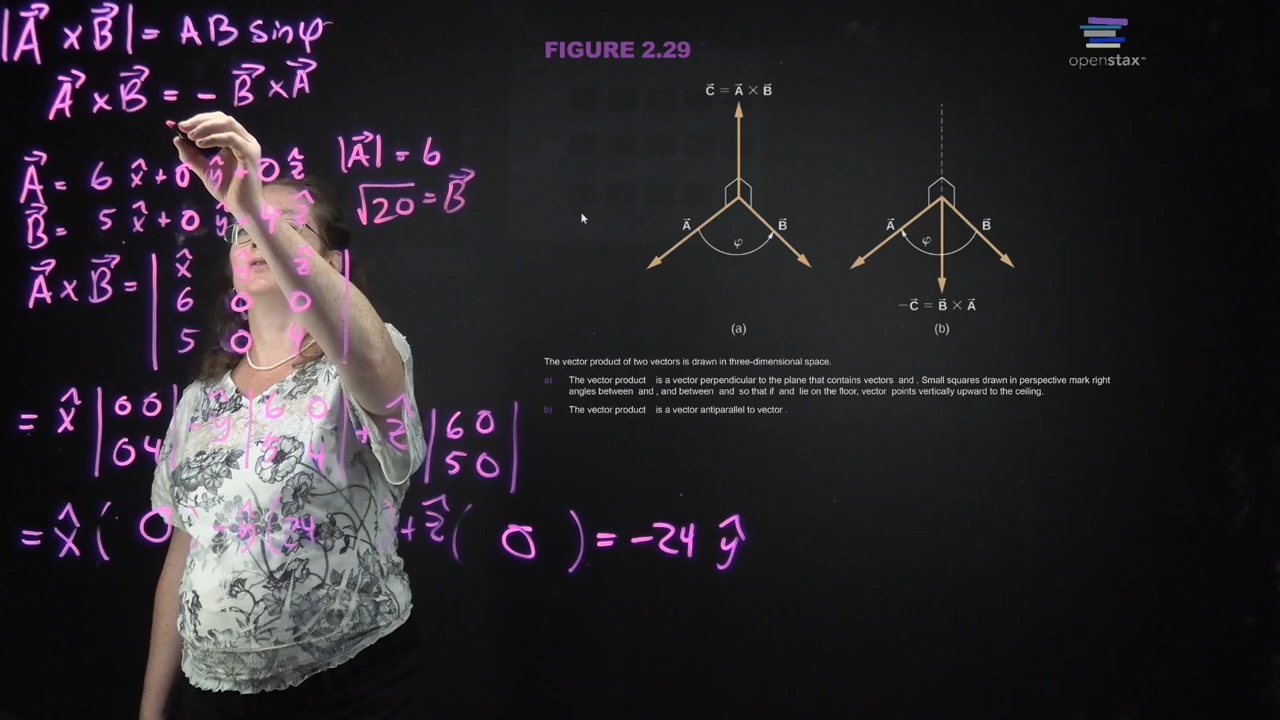 |A⃗ × B⃗| = A B sin φ
A⃗ × B⃗ = - B⃗ × A⃗
A⃗ = 6 x̂ + 0 ŷ + 0 ẑ
|A⃗| = 6
B⃗ = 5 x̂ + 0 ŷ + 4 ẑ
√20 = B⃗
A⃗ × B⃗ = | x̂ ŷ ẑ |
6 0 0
5 0 4
= x̂ |0 0| - ŷ |6 0| + ẑ |6 0|
0 4 5 4 5 0
= x̂ ( 0 ) - ŷ (24 ) + ẑ ( 0 ) = -24 ŷ
FIGURE 2.29
openstax™
C⃗ = A⃗ × B⃗
A⃗ B⃗
φ
(a)
A⃗ B⃗
φ
-C⃗ = B⃗ × A⃗
(b)
The vector product of two vectors is drawn in three-dimensional space.
a) The vector product is a vector perpendicular to the plane that contains vectors and . Small squares drawn in perspective mark right
angles between and , and between and so that if and lie on the floor, vector points vertically upward to the ceiling.
b) The vector product is a vector antiparallel to vector .